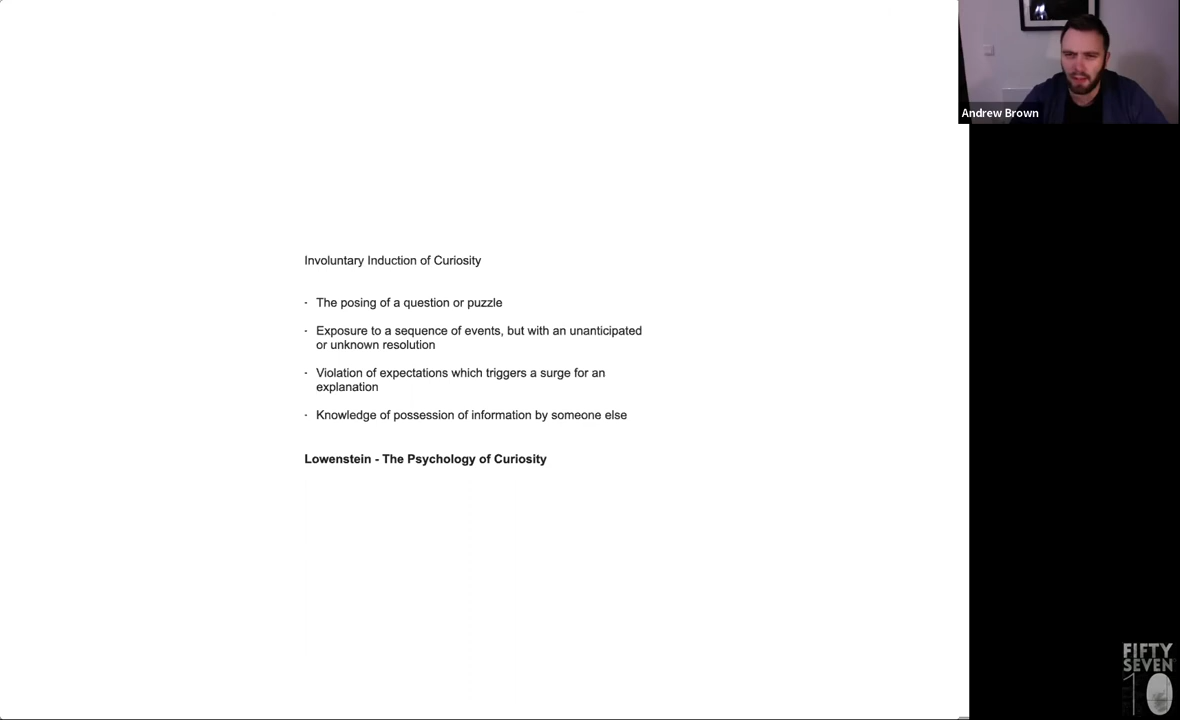 Andrew Brown
Involuntary Induction of Curiosity
· The posing of a question or puzzle
· Exposure to a sequence of events, but with an unanticipated
or unknown resolution
· Violation of expectations which triggers a surge for an
explanation
· Knowledge of possession of information by someone else
Lowenstein - The Psychology of Curiosity
FIFTY
SEVEN
10